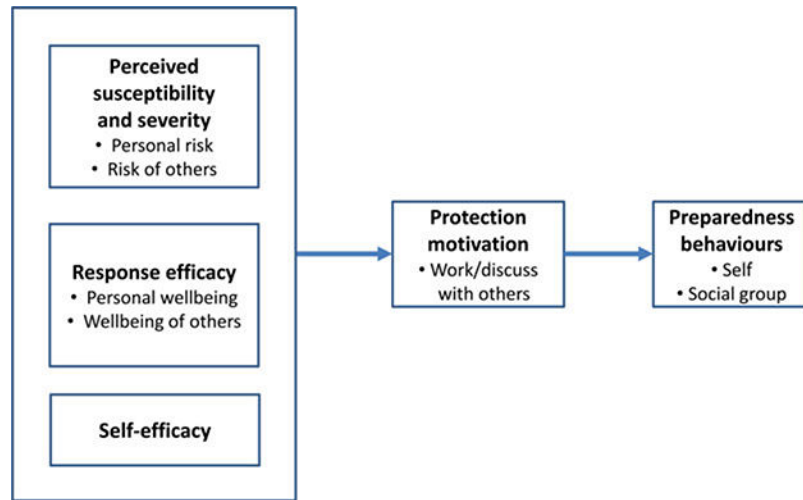 Perceived
susceptibility
and severity
• Personal risk
• Risk of others
Response efficacy
• Personal wellbeing
• Wellbeing of others
Self-efficacy
Protection
motivation
• Work/discuss
with others
Preparedness
behaviours
• Self
• Social group